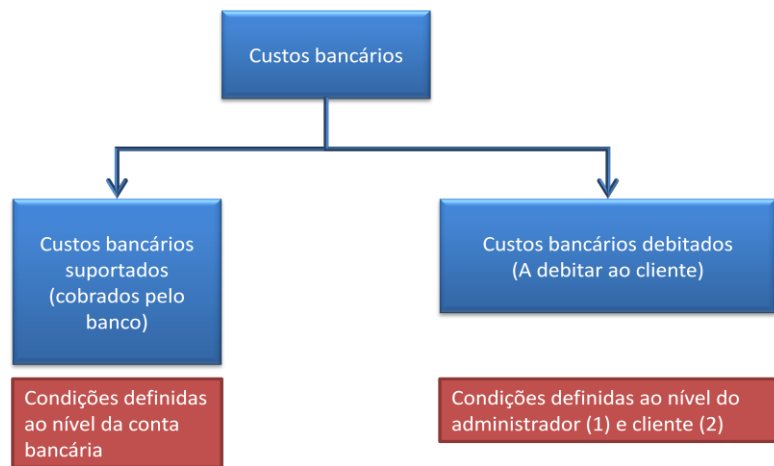 Custos bancários
Custos bancários
suportados
(cobrados pelo
banco)
Custos bancários debitados
(A debitar ao cliente)
Condições definidas
ao nível da conta
bancária
Condições definidas ao nível do
administrador (1) e cliente (2)